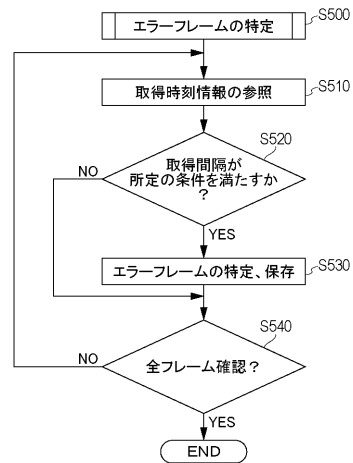 エラーフレームの特定
S500
取得時刻情報の参照
S510
S520
取得間隔が
所定の条件を満たすか
?
NO
YES
エラーフレームの特定、保存
S530
S540
全フレーム確認?
NO
YES
END